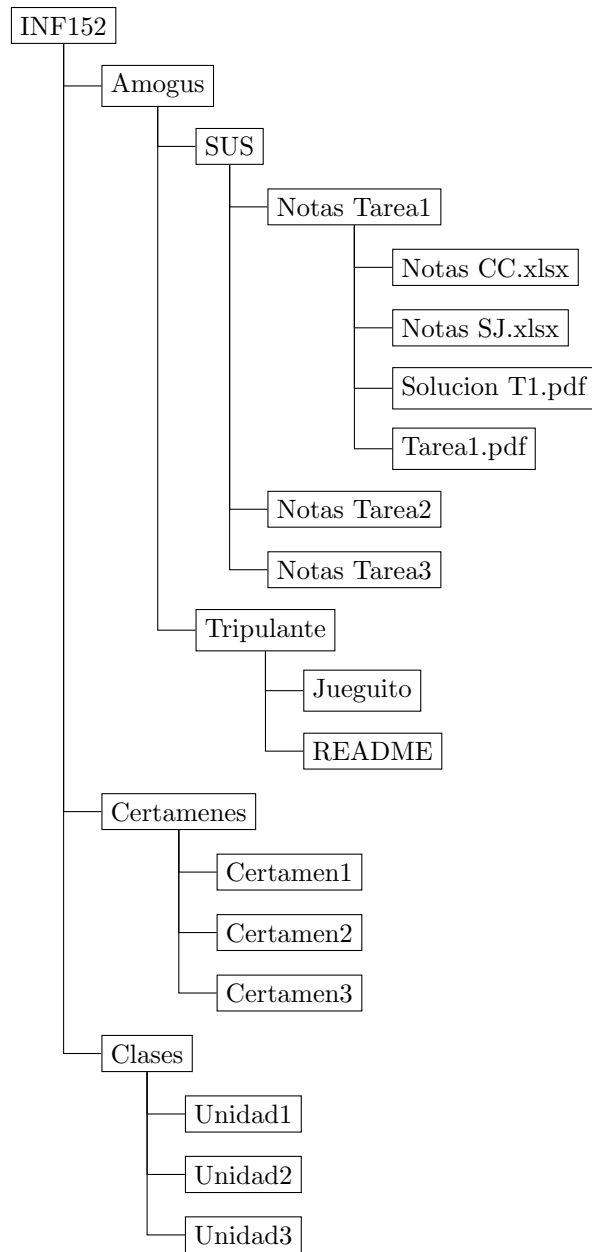 INF152
Amogus
SUS
Notas Tarea1
Notas CC.xlsx
Notas SJ.xlsx
Solucion T1.pdf
Tarea1.pdf
Notas Tarea2
Notas Tarea3
Tripulante
Jueguito
README
Certamenes
Certamen1
Certamen2
Certamen3
Clases
Unidad1
Unidad2
Unidad3